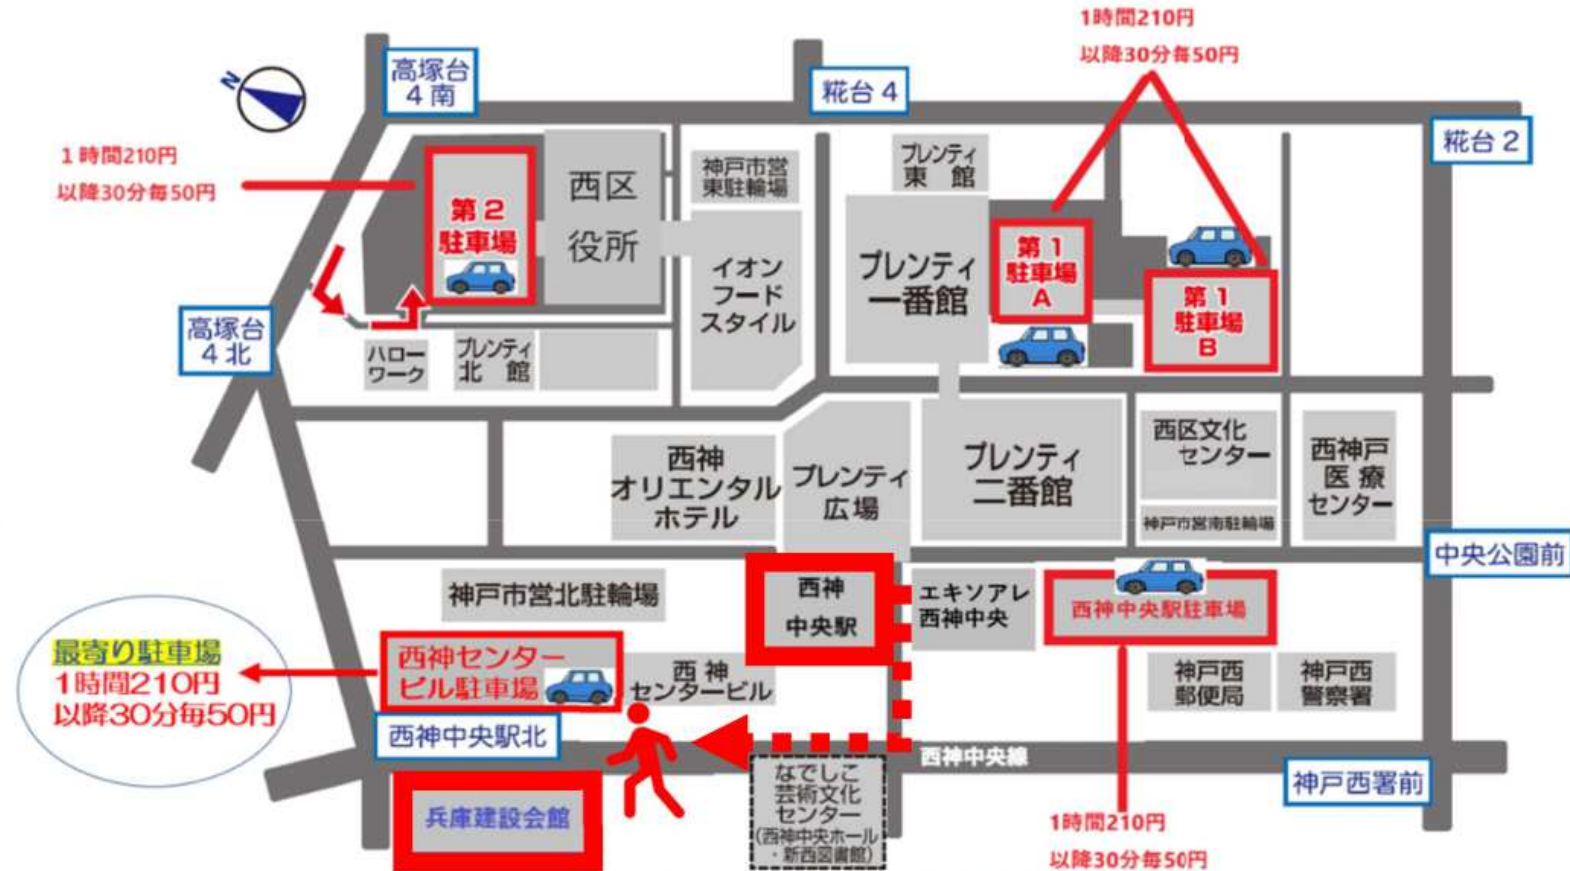 1時間210円
以降30分毎50円
N
高塚台
4南
糀台4
糀台2
1時間210円
以降30分毎50円
第2
駐車場
西区
役所
神戸市営
東駐輪場
イオン
フード
スタイル
プレンティ
東館
プレンティ
一番館
第1
駐車場
A
第1
駐車場
B
高塚台
4北
ハロー
ワーク
プレンティ
北館
西神
オリエンタル
ホテル
プレンティ
広場
プレンティ
二番館
西区文化
センター
神戸市営南駐輪場
西神戸
医療
センター
中央公園前
神戸市営北駐輪場
西神
中央駅
エキソアレ
西神中央
西神中央駅駐車場
最寄り駐車場
1時間210円
以降30分毎50円
西神センター
ビル駐車場
西神
センタービル
神戸西
郵便局
神戸西
警察署
西神中央駅北
西神中央線
神戸西署前
兵庫建設会館
なでしこ
芸術文化
センター
(西神中央ホール
・新西図書館)
1時間210円
以降30分毎50円